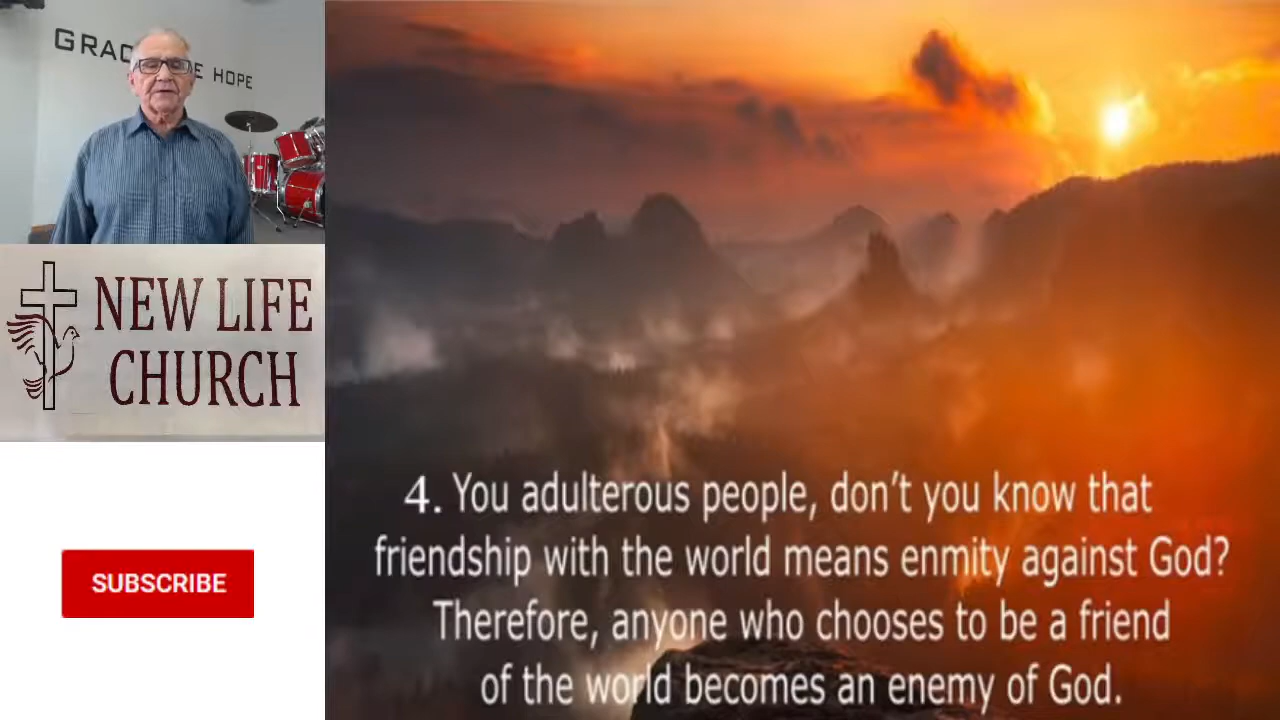 GRAC E HOPE
NEW LIFE
CHURCH
SUBSCRIBE
4. You adulterous people, don’t you know that
friendship with the world means enmity against God?
Therefore, anyone who chooses to be a friend
of the world becomes an enemy of God.